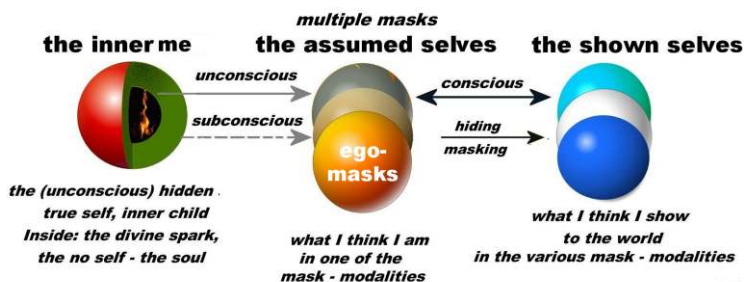 multiple masks
the inner me
the assumed selves
the shown selves
unconscious
conscious
subconscious
hiding
masking
ego-
masks
the (unconscious) hidden
true self, inner child
Inside: the divine spark,
the no self - the soul
what I think I am
in one of the
mask - modalities
what I think I show
to the world
in the various mask - modalities